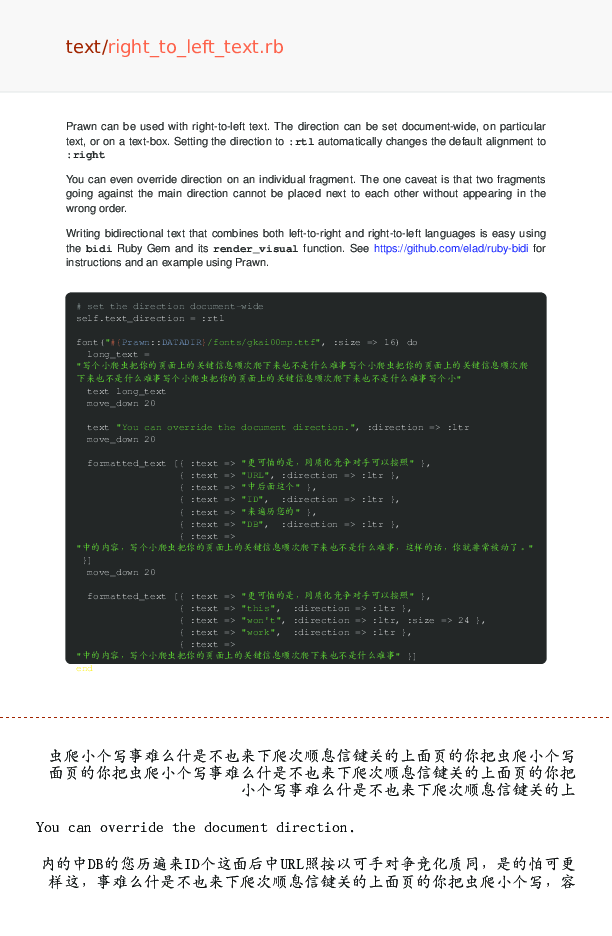 text/right_to_left_text.rb
Prawn can be used with right-to-left text. The direction can be set document-wide, on particular
text, or on a text-box. Setting the direction to :rtl automatically changes the default alignment to
:right
You can even override direction on an individual fragment. The one caveat is that two fragments
going against the main direction cannot be placed next to each other without appearing in the
wrong order.
Writing bidirectional text that combines both left-to-right and right-to-left languages is easy using
the bidi Ruby Gem and its render_visual function. See https://github.com/elad/ruby-bidi for
instructions and an example using Prawn.
# set the direction document-wide
self.text_direction = :rtl
font("#{Prawn::DATADIR}/fonts/gkai00mp.ttf", :size => 16) do
long_text =
"写个小爬虫把你的页面上的关键信息顺次爬下来也不是什么难事写个小爬虫把你的页面上的关键信息顺次爬
下来也不是什么难事写个小爬虫把你的页面上的关键信息顺次爬下来也不是什么难事写个小"
text long_text
move_down 20
text "You can override the document direction.", :direction => :ltr
move_down 20
formatted_text [{ :text => "更可怕的是，同质化竞争对手可以按照" },
{ :text => "URL", :direction => :ltr },
{ :text => "中后面这个" },
{ :text => "ID", :direction => :ltr },
{ :text => "来遍历您的" },
{ :text => "DB", :direction => :ltr },
{ :text =>
"中的内容，写个小爬虫把你的页面上的关键信息顺次爬下来也不是什么难事，这样的话，你就非常被动了。"
}]
move_down 20
formatted_text [{ :text => "更可怕的是，同质化竞争对手可以按照" },
{ :text => "this", :direction => :ltr },
{ :text => "won't", :direction => :ltr, :size => 24 },
{ :text => "work", :direction => :ltr },
{ :text =>
"中的内容，写个小爬虫把你的页面上的关键信息顺次爬下来也不是什么难事" }]
end
虫爬小个写事难么什是不也来下爬次顺息信键关的上面页的你把虫爬小个写
面页的你把虫爬小个写事难么什是不也来下爬次顺息信键关的上面页的你把
小个写事难么什是不也来下爬次顺息信键关的上
You can override the document direction.
内的中DB的您历遍来ID个这面后中URL照按以可手对争竞化质同，是的怕可更
样这，事难么什是不也来下爬次顺息信键关的上面页的你把虫爬小个写，容